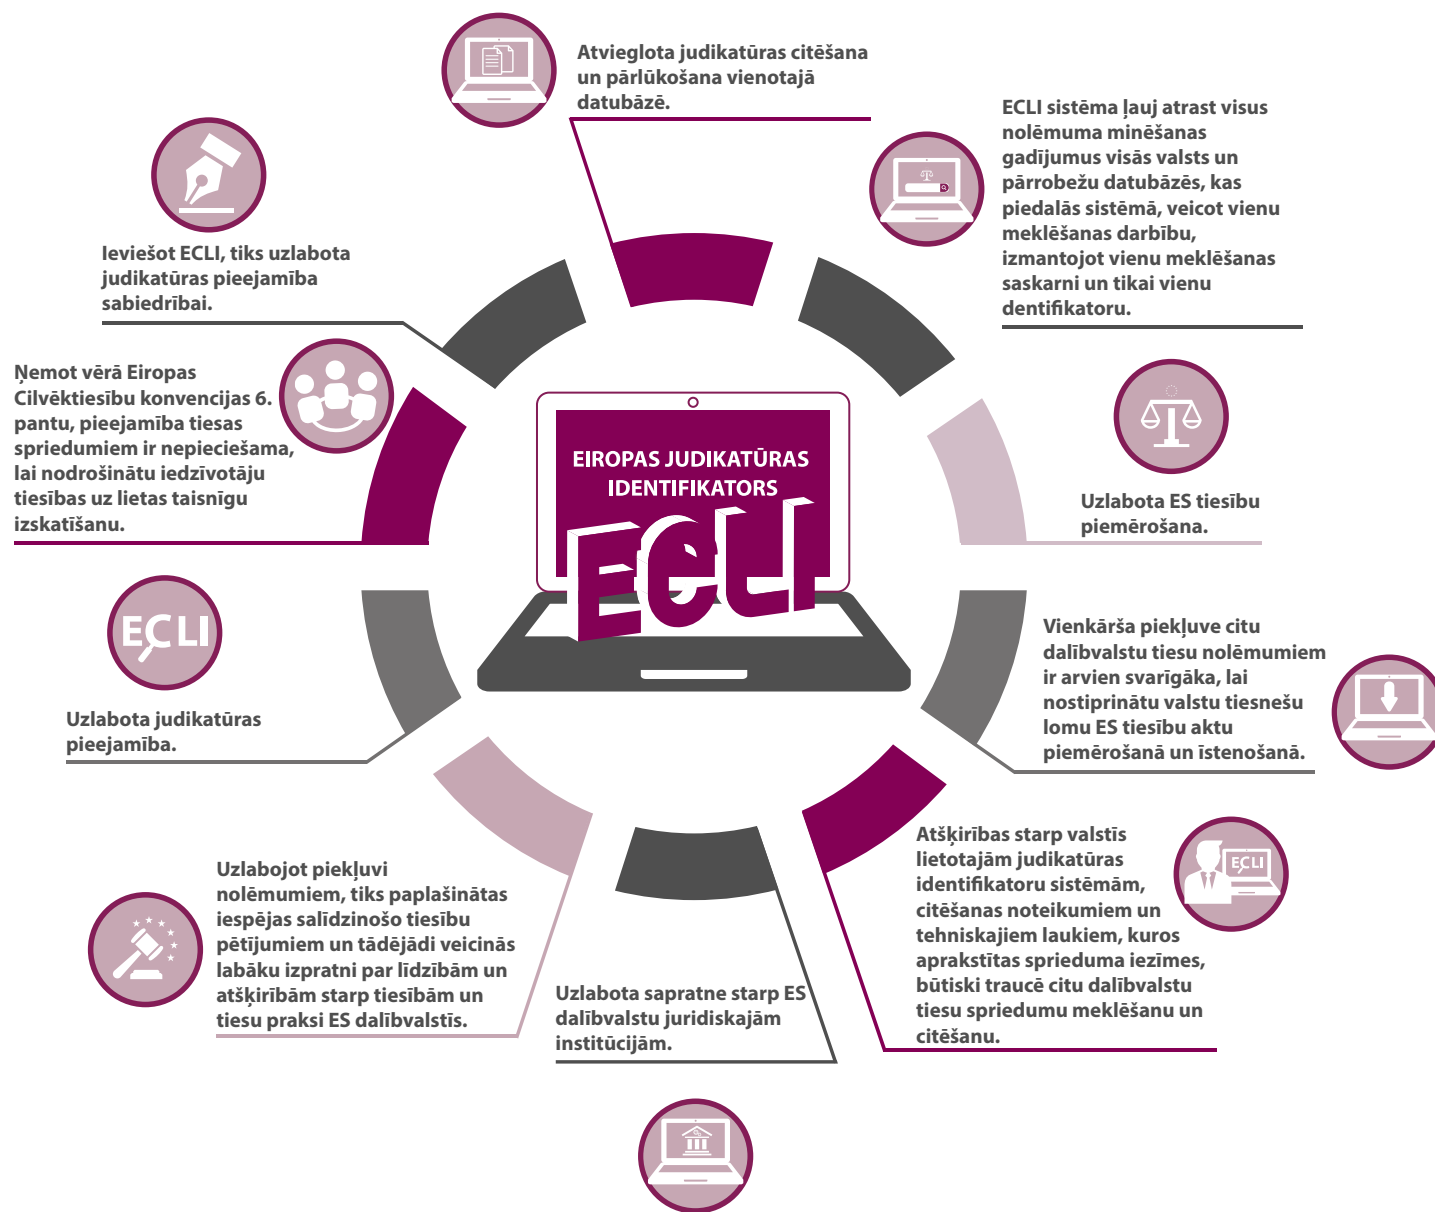 Atvieglota judikatūras citēšana
un pārlūkošana vienotajā
datubāzē.
ECLI sistēma ļauj atrast visus
nolēmuma minēšanas
gadījumus visās valsts un
pārrobežu datubāzēs, kas
piedalās sistēmā, veicot vienu
meklēšanas darbību,
izmantojot vienu meklēšanas
saskarni un tikai vienu
dentifikatoru.
Ieviešot ECLI, tiks uzlabota
judikatūras pieejamība
sabiedrībai.
Ņemot vērā Eiropas
Cilvēktiesību konvencijas 6.
pantu, pieejamība tiesas
spriedumiem ir nepieciešama,
lai nodrošinātu iedzīvotāju
tiesības uz lietas taisnīgu
izskatīšanu.
EIROPAS JUDIKATŪRAS
IDENTIFIKATORS
ECLI
Uzlabota ES tiesību
piemērošana.
ECLI
Uzlabota judikatūras
pieejamība.
Vienkārša piekļuve citu
dalībvalstu tiesu nolēmumiem
ir arvien svarīgāka, lai
nostiprinātu valstu tiesnešu
lomu ES tiesību aktu
piemērošanā un īstenošanā.
Atšķirības starp valstīs
lietotajām judikatūras
identifikatoru sistēmām,
citēšanas noteikumiem un
tehniskajiem laukiem, kuros
aprakstītas sprieduma iezīmes,
būtiski traucē citu dalībvalstu
tiesu spriedumu meklēšanu un
citēšanu.
ECLI
Uzlabojot piekļuvi
nolēmumiem, tiks paplašinātas
iespējas salīdzinošo tiesību
pētījumiem un tādējādi veicinās
labāku izpratni par līdzībām un
atšķirībām starp tiesībām un
tiesu praksi ES dalībvalstīs.
Uzlabota sapratne starp ES
dalībvalstu juridiskajām
institūcijām.